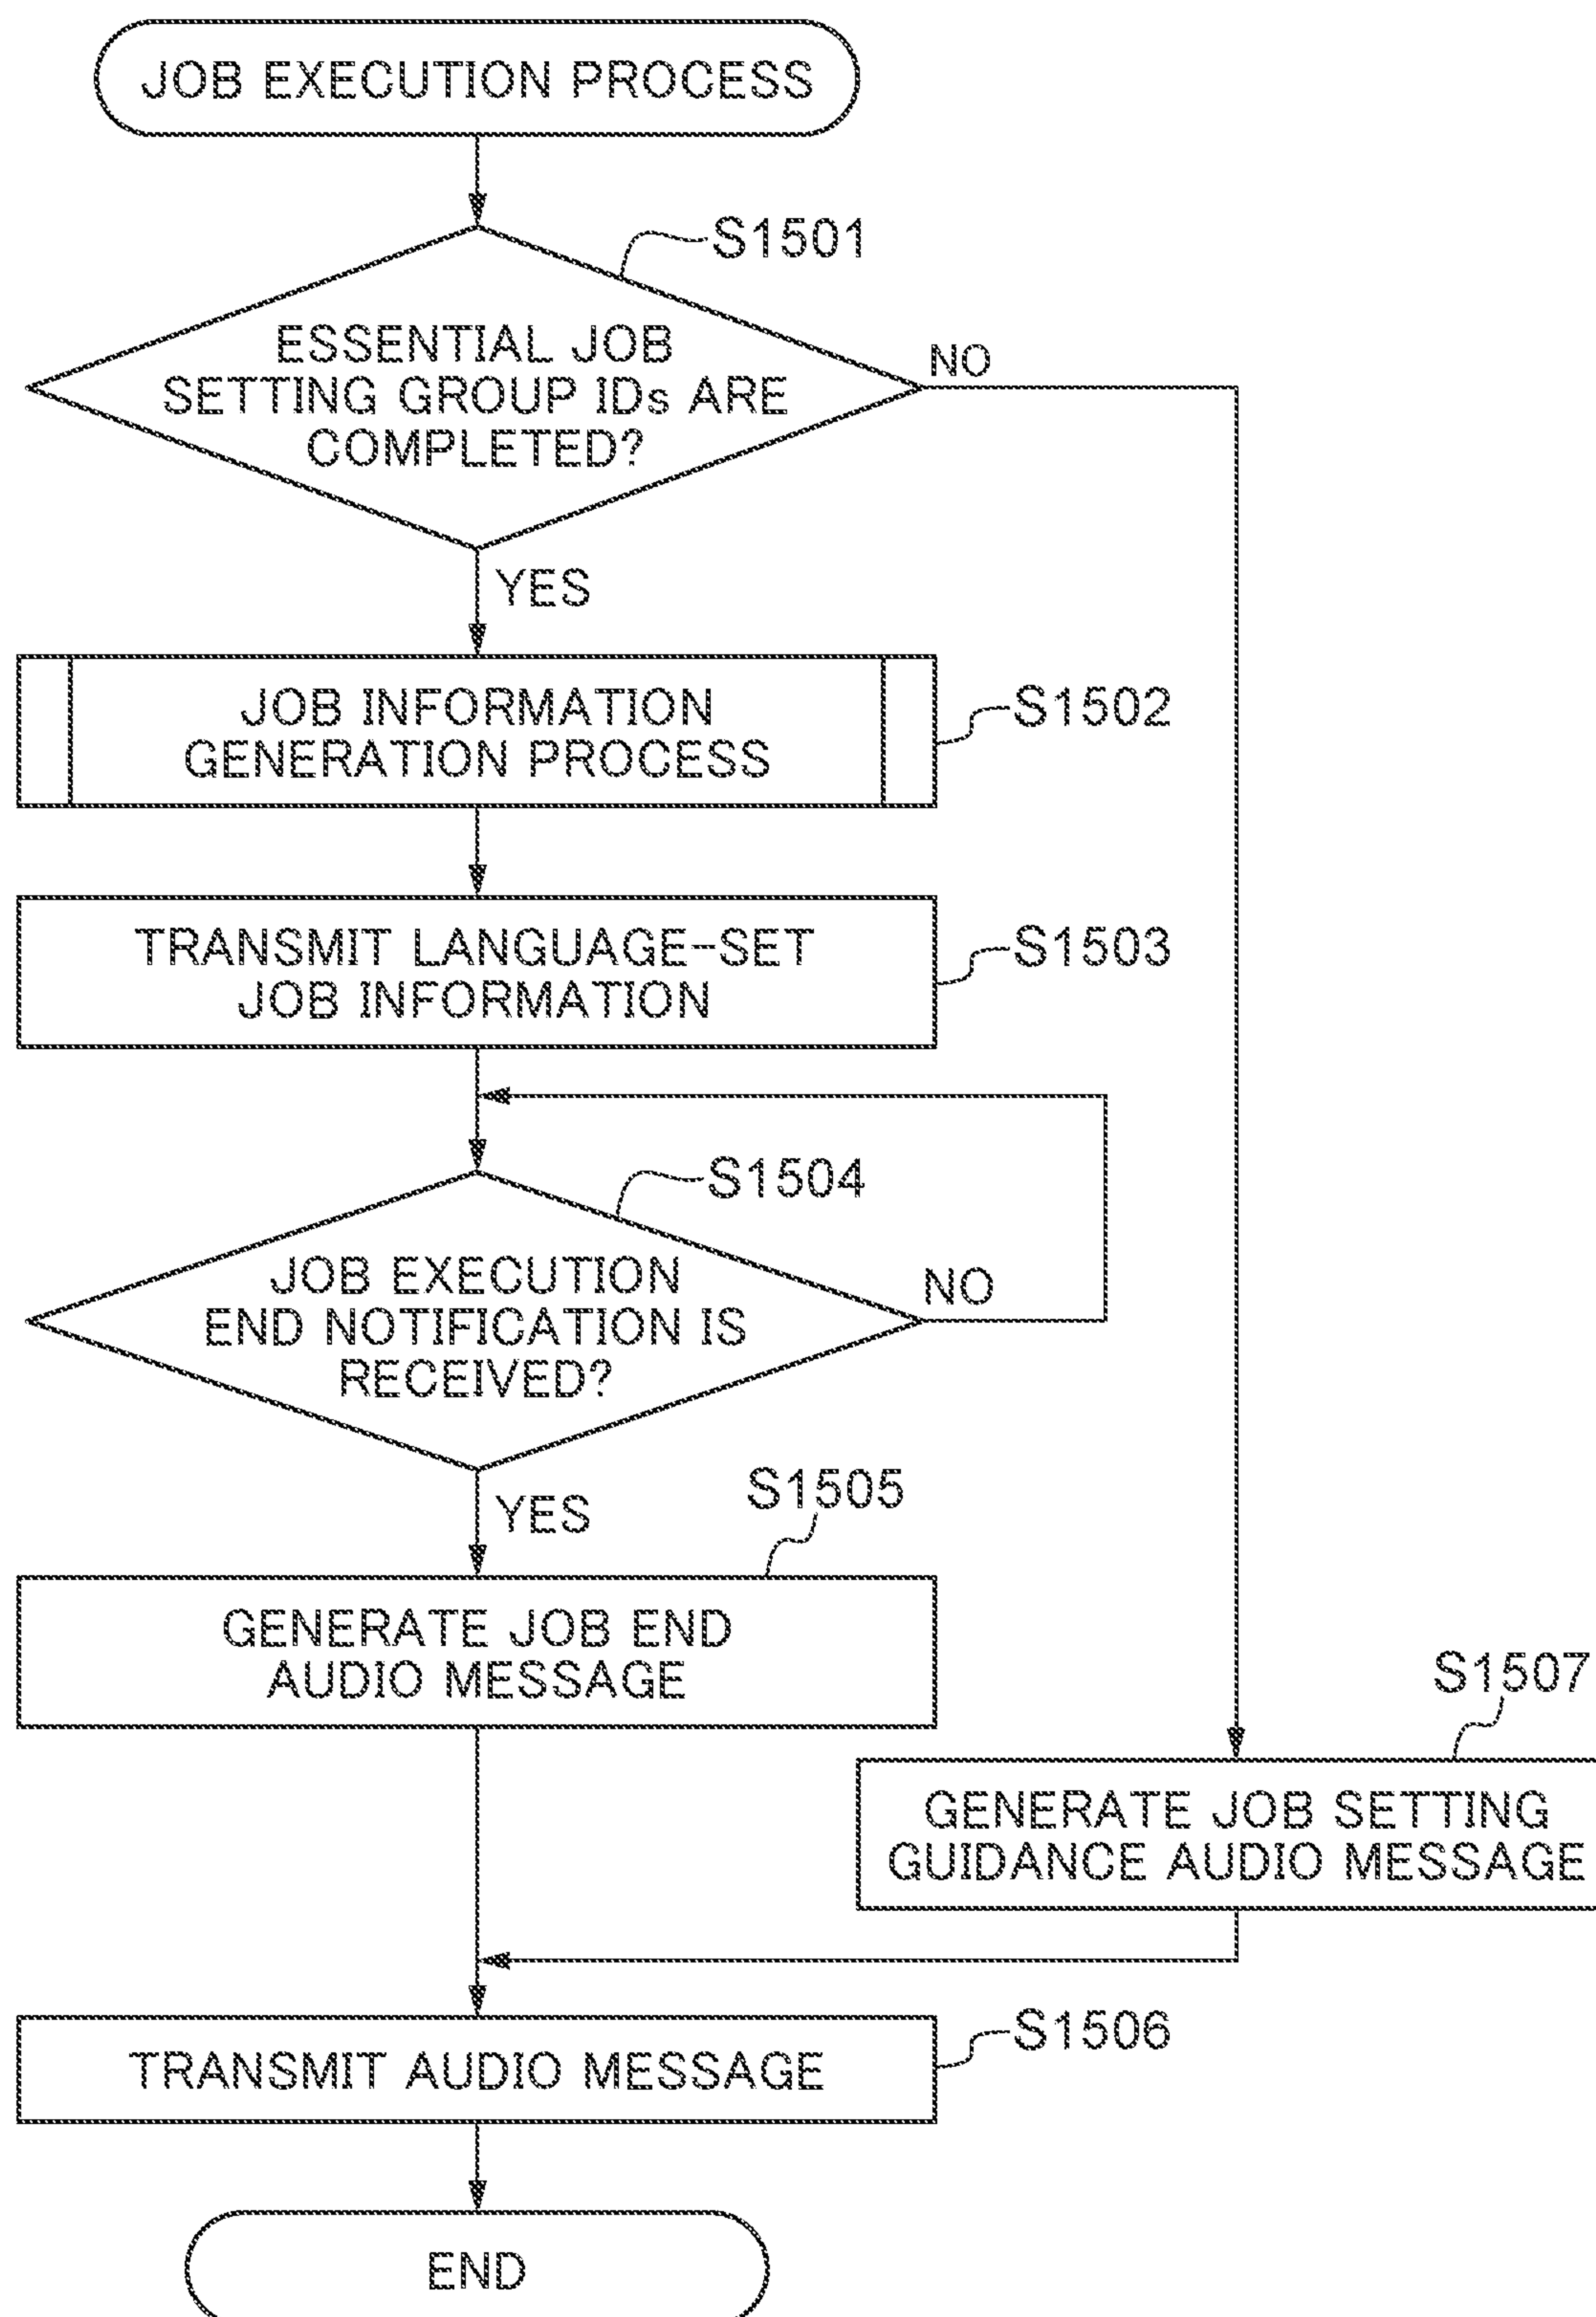 JOB EXECUTION PROCESS
S1501
ESSENTIAL JOB
SETTING GROUP IDs ARE
COMPLETED?
NO
YES
JOB INFORMATION
GENERATION PROCESS
S1502
TRANSMIT LANGUAGE-SET
JOB INFORMATION
S1503
S1504
JOB EXECUTION
END NOTIFICATION IS
RECEIVED?
NO
YES
S1505
GENERATE JOB END
AUDIO MESSAGE
S1507
GENERATE JOB SETTING
GUIDANCE AUDIO MESSAGE
TRANSMIT AUDIO MESSAGE
S1506
END